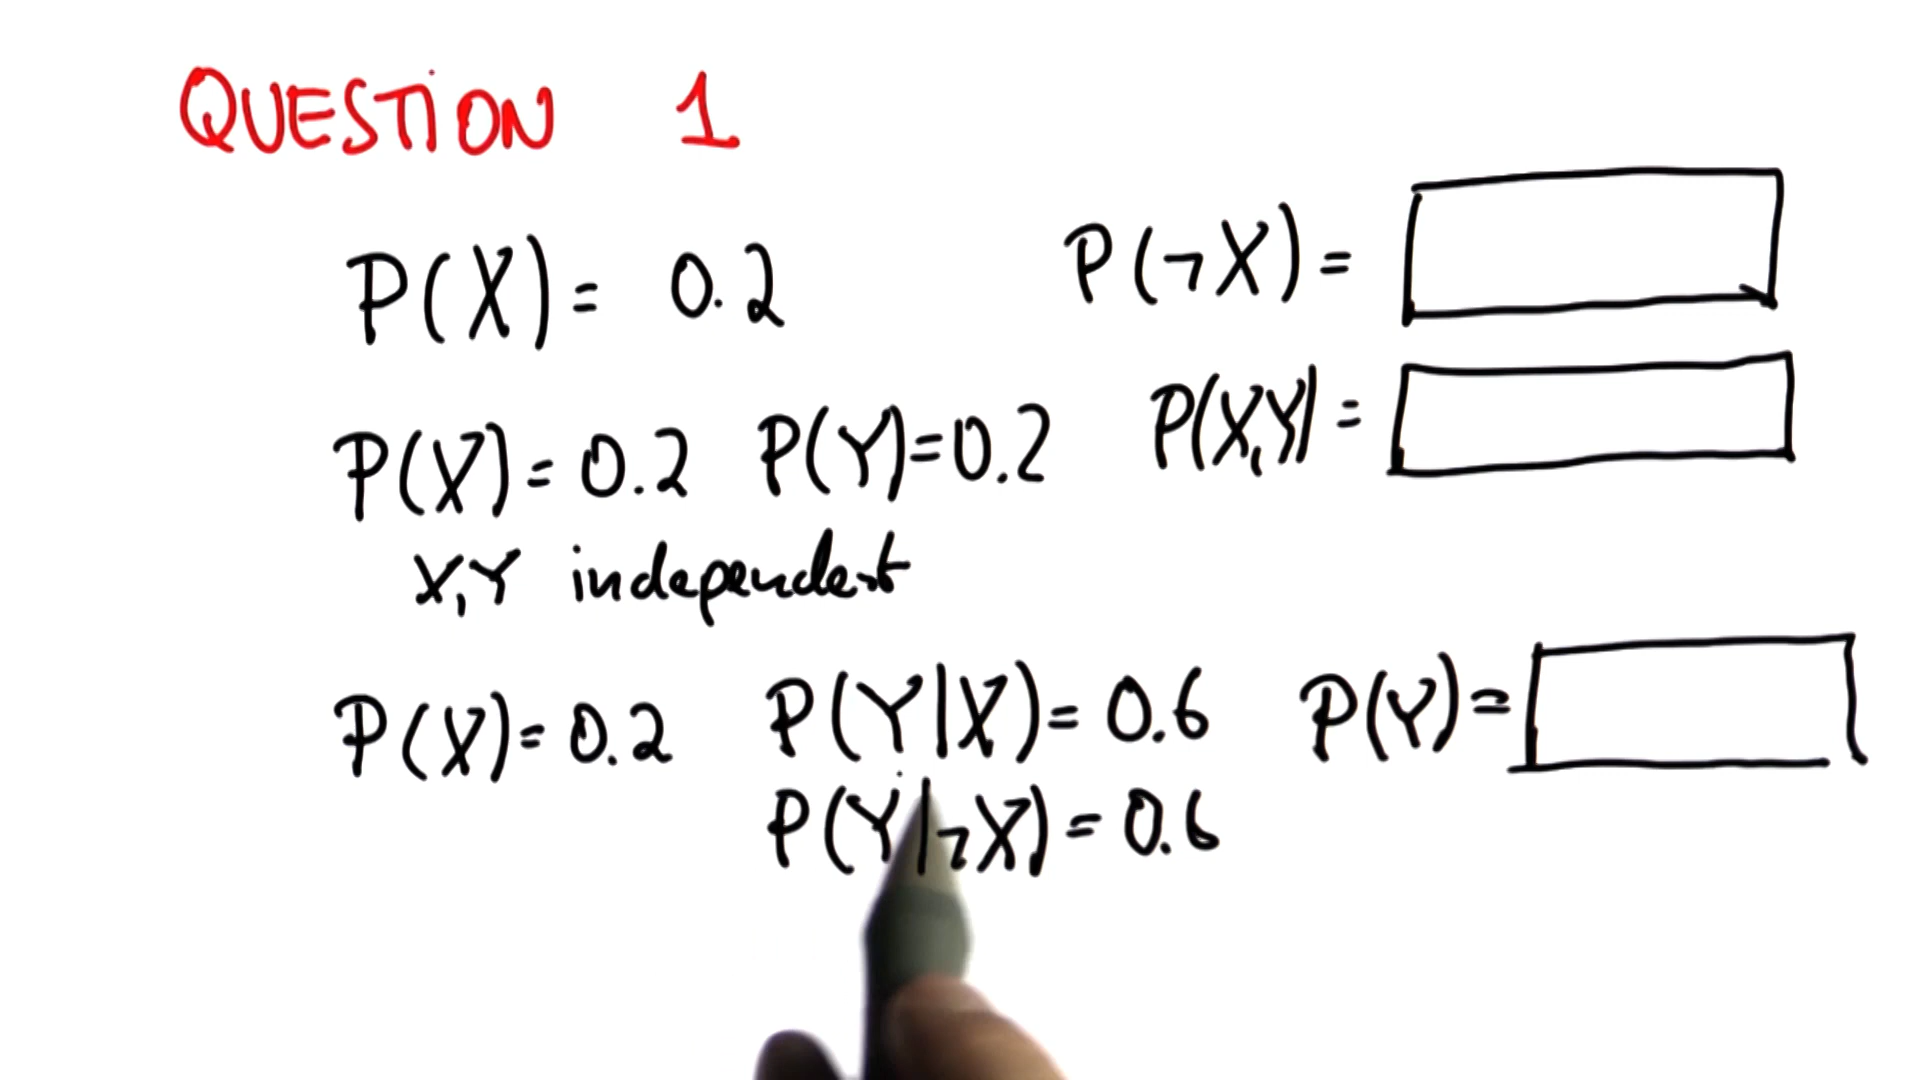 QUESTION 1
P(X) = 0.2 P(¬X) =
P(X) = 0.2 P(Y) = 0.2 P(X,Y) =
X,Y independent
P(X) = 0.2 P(Y|X) = 0.6 P(Y) =
P(Y|¬X) = 0.6